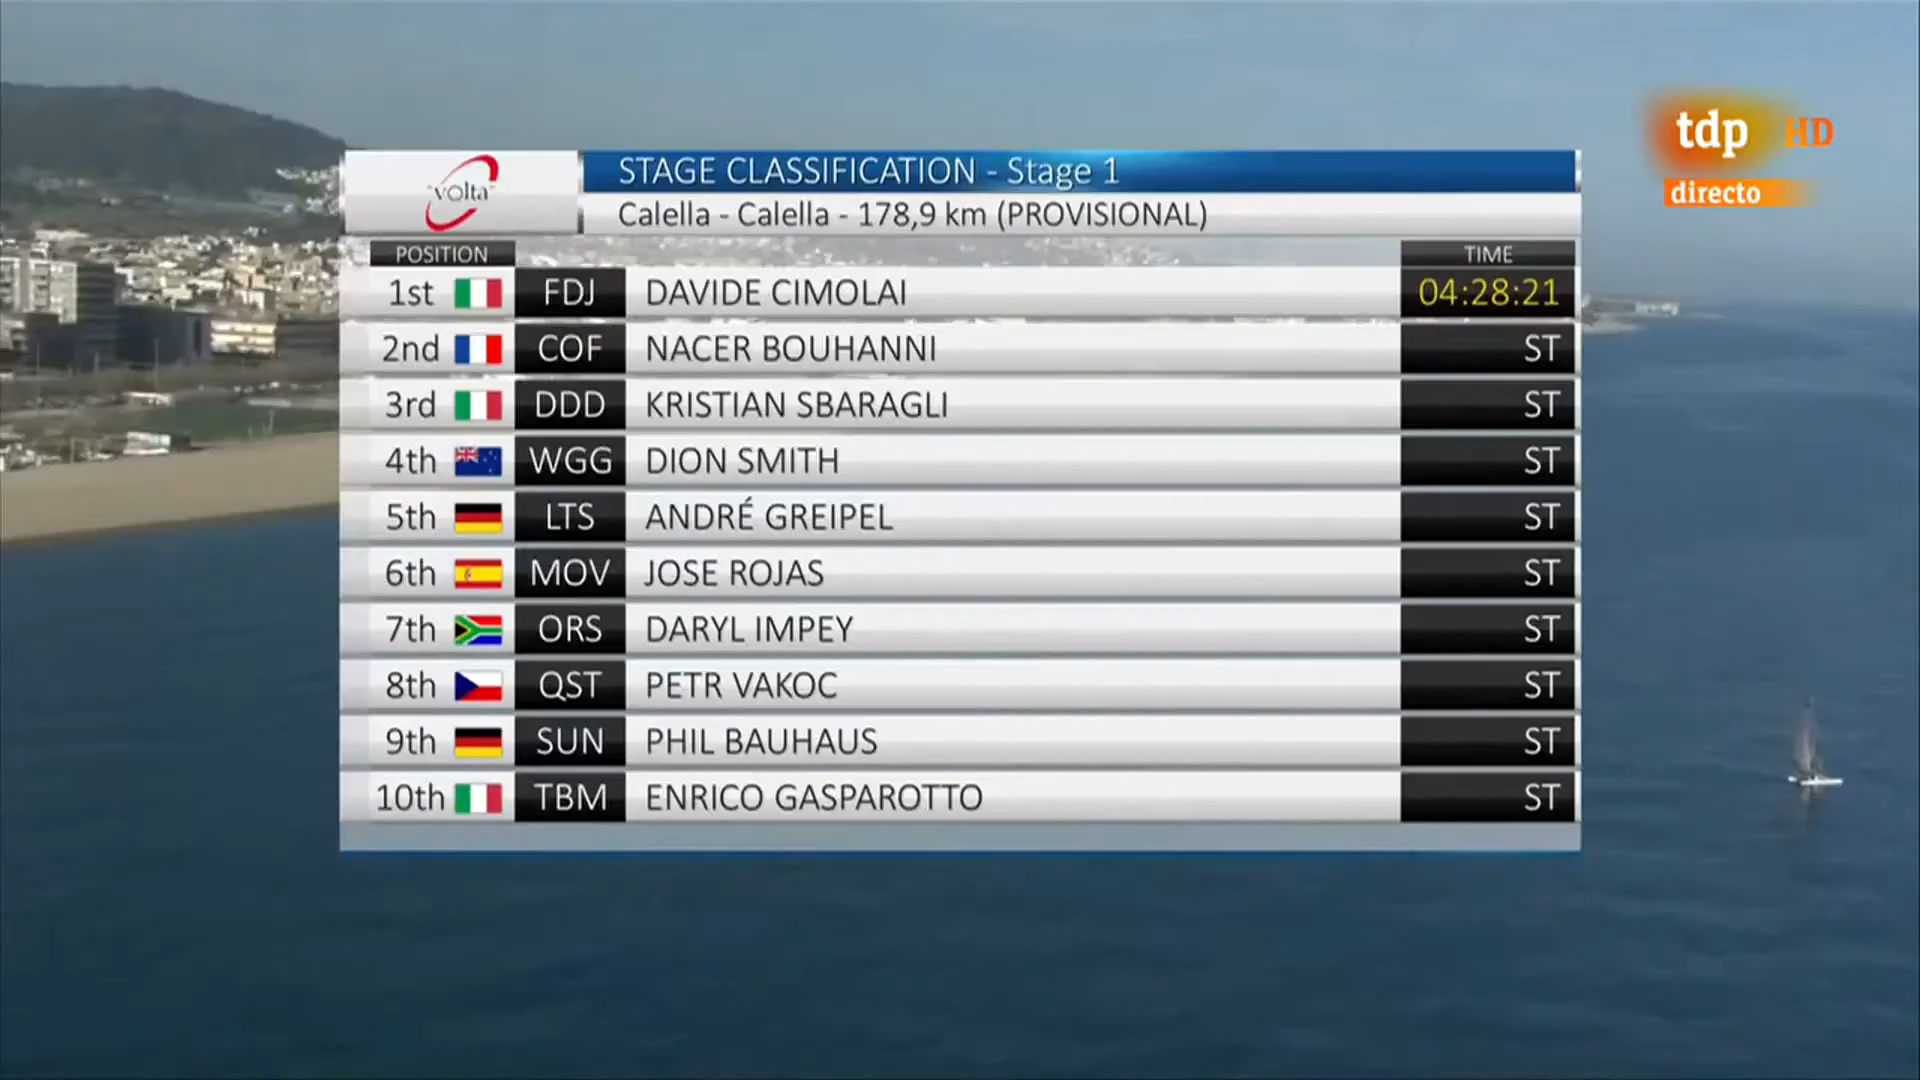 tdp HD
directo
volta
STAGE CLASSIFICATION - Stage 1
Calella - Calella - 178,9 km (PROVISIONAL)
POSITION TIME
1st FDJ DAVIDE CIMOLAI 04:28:21
2nd COF NACER BOUHANNI ST
3rd DDD KRISTIAN SBARAGLI ST
4th WGG DION SMITH ST
5th LTS ANDRÉ GREIPEL ST
6th MOV JOSE ROJAS ST
7th ORS DARYL IMPEY ST
8th QST PETR VAKOC ST
9th SUN PHIL BAUHAUS ST
10th TBM ENRICO GASPAROTTO ST